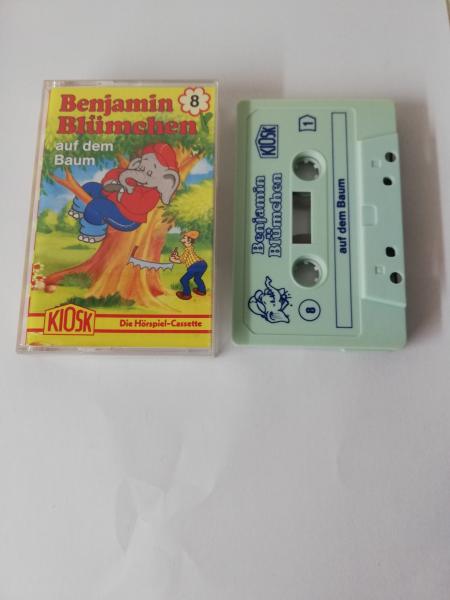 Benjamin
Blümchen
8
auf dem
Baum
KIOSK
Die Hörspiel-Cassette
KIOSK
1
Benjamin
Blümchen
auf dem Baum
8